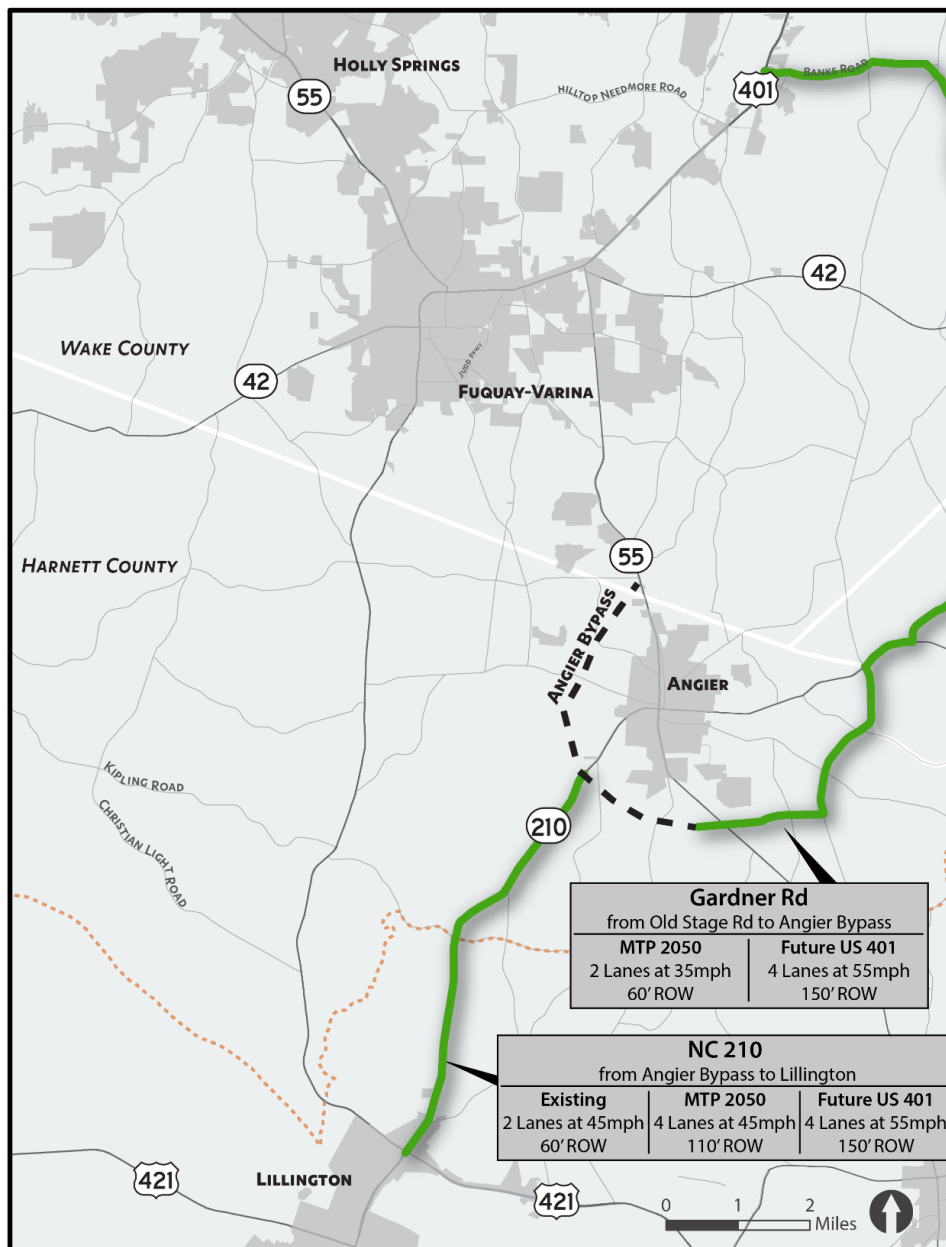 HOLLY SPRINGS
55
HILLTOP NEEDMORE ROAD
401
BANKS ROAD
42
WAKE COUNTY
42
JUDD PKWY
FUQUAY-VARINA
HARNETT COUNTY
55
ANGIER BYPASS
ANGIER
KIPLING ROAD
CHRISTIAN LIGHT ROAD
210
Gardner Rd
from Old Stage Rd to Angier Bypass
MTP 2050 Future US 401
2 Lanes at 35mph 4 Lanes at 55mph
60' ROW 150' ROW
NC 210
from Angier Bypass to Lillington
Existing MTP 2050 Future US 401
2 Lanes at 45mph 4 Lanes at 45mph 4 Lanes at 55mph
60' ROW 110' ROW 150' ROW
LILLINGTON
421
421
0 1 2
Miles